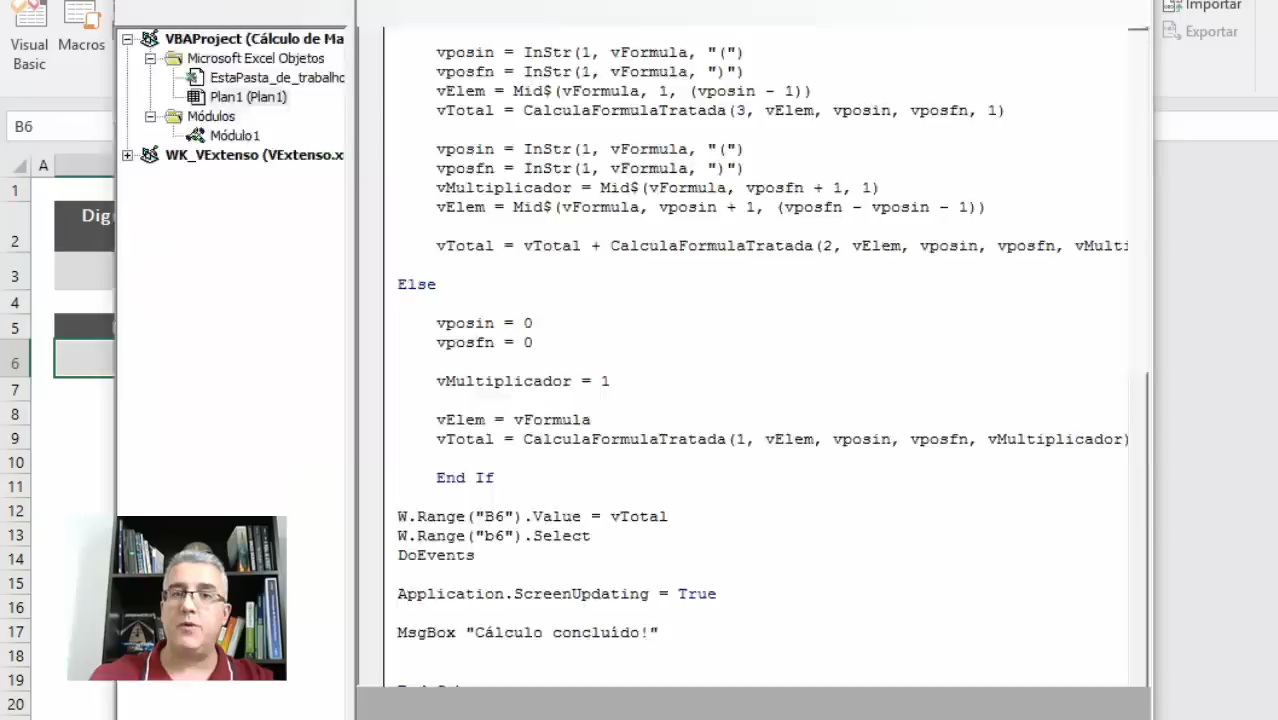 Visual
Basic
Macros
Importar
Exportar
B6
A
1
2
3
4
5
6
7
8
9
10
11
12
13
14
15
16
17
18
19
20
Dig
VBAProject (Cálculo de Ma
Microsoft Excel Objetos
EstaPasta_de_trabalho
Plan1 (Plan1)
Módulos
Módulo1
WK_VExtenso (VExtenso.x
vposin = InStr(1, vFormula, "(")
vposfn = InStr(1, vFormula, ")")
vElem = Mid$(vFormula, 1, (vposin - 1))
vTotal = CalculaFormulaTratada(3, vElem, vposin, vposfn, 1)
vposin = InStr(1, vFormula, "(")
vposfn = InStr(1, vFormula, ")")
vMultiplicador = Mid$(vFormula, vposfn + 1, 1)
vElem = Mid$(vFormula, vposin + 1, (vposfn - vposin - 1))
vTotal = vTotal + CalculaFormulaTratada(2, vElem, vposin, vposfn, vMulti
Else
vposin = 0
vposfn = 0
vMultiplicador = 1
vElem = vFormula
vTotal = CalculaFormulaTratada(1, vElem, vposin, vposfn, vMultiplicador)
End If
W.Range("B6").Value = vTotal
W.Range("b6").Select
DoEvents
Application.ScreenUpdating = True
MsgBox "Cálculo concluído!"